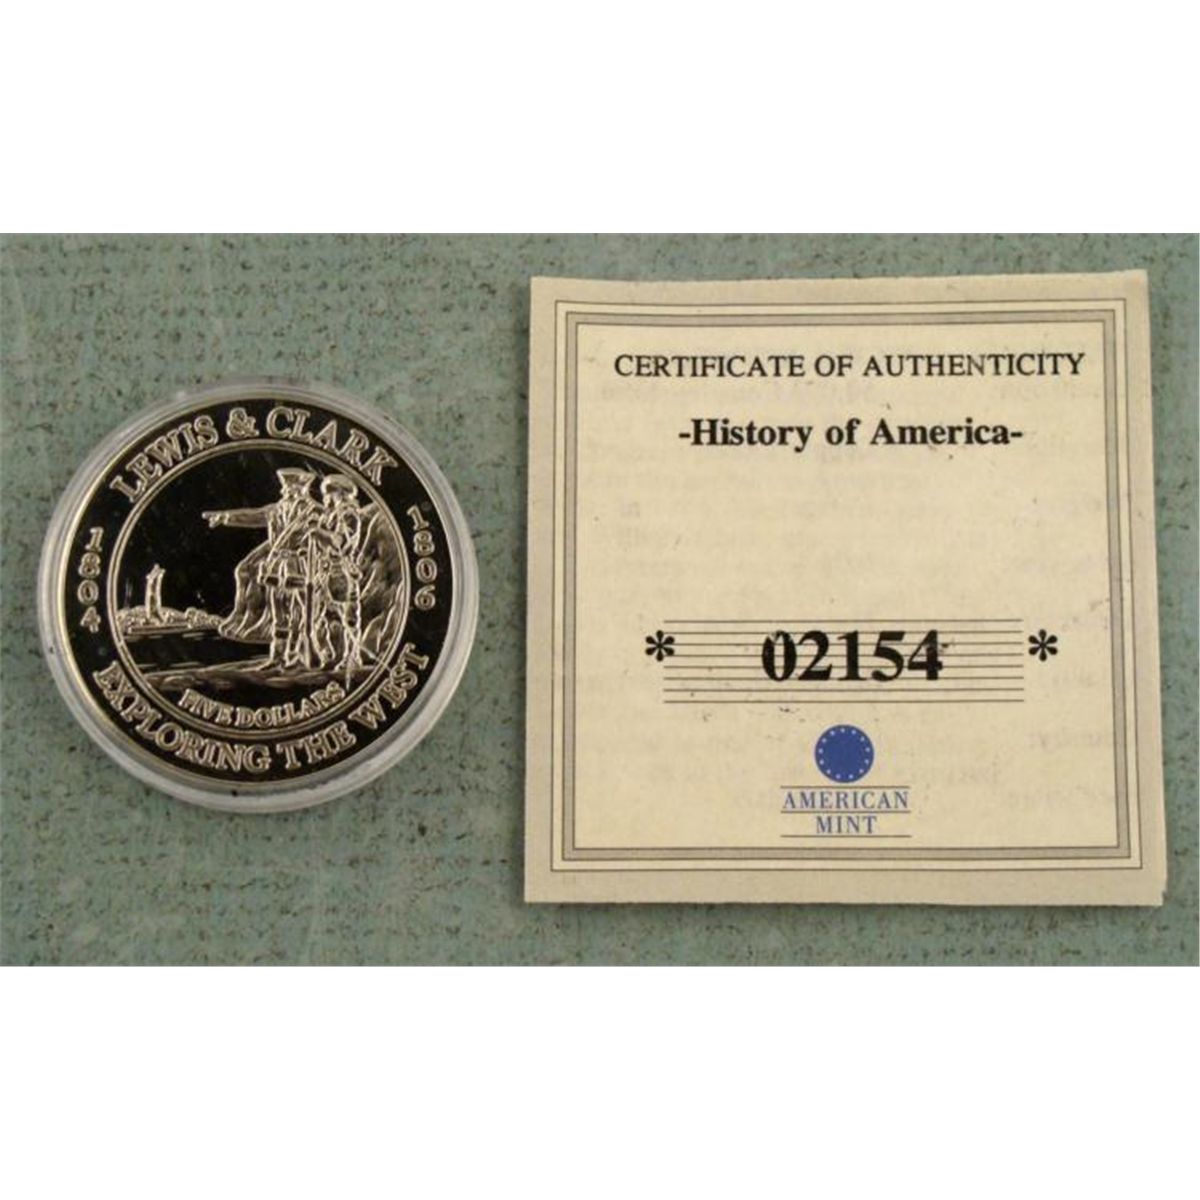 LEWIS & CLARK
1804
1806
FIVE DOLLARS
EXPLORING THE WEST
CERTIFICATE OF AUTHENTICITY
-History of America-
* 02154 *
AMERICAN
MINT